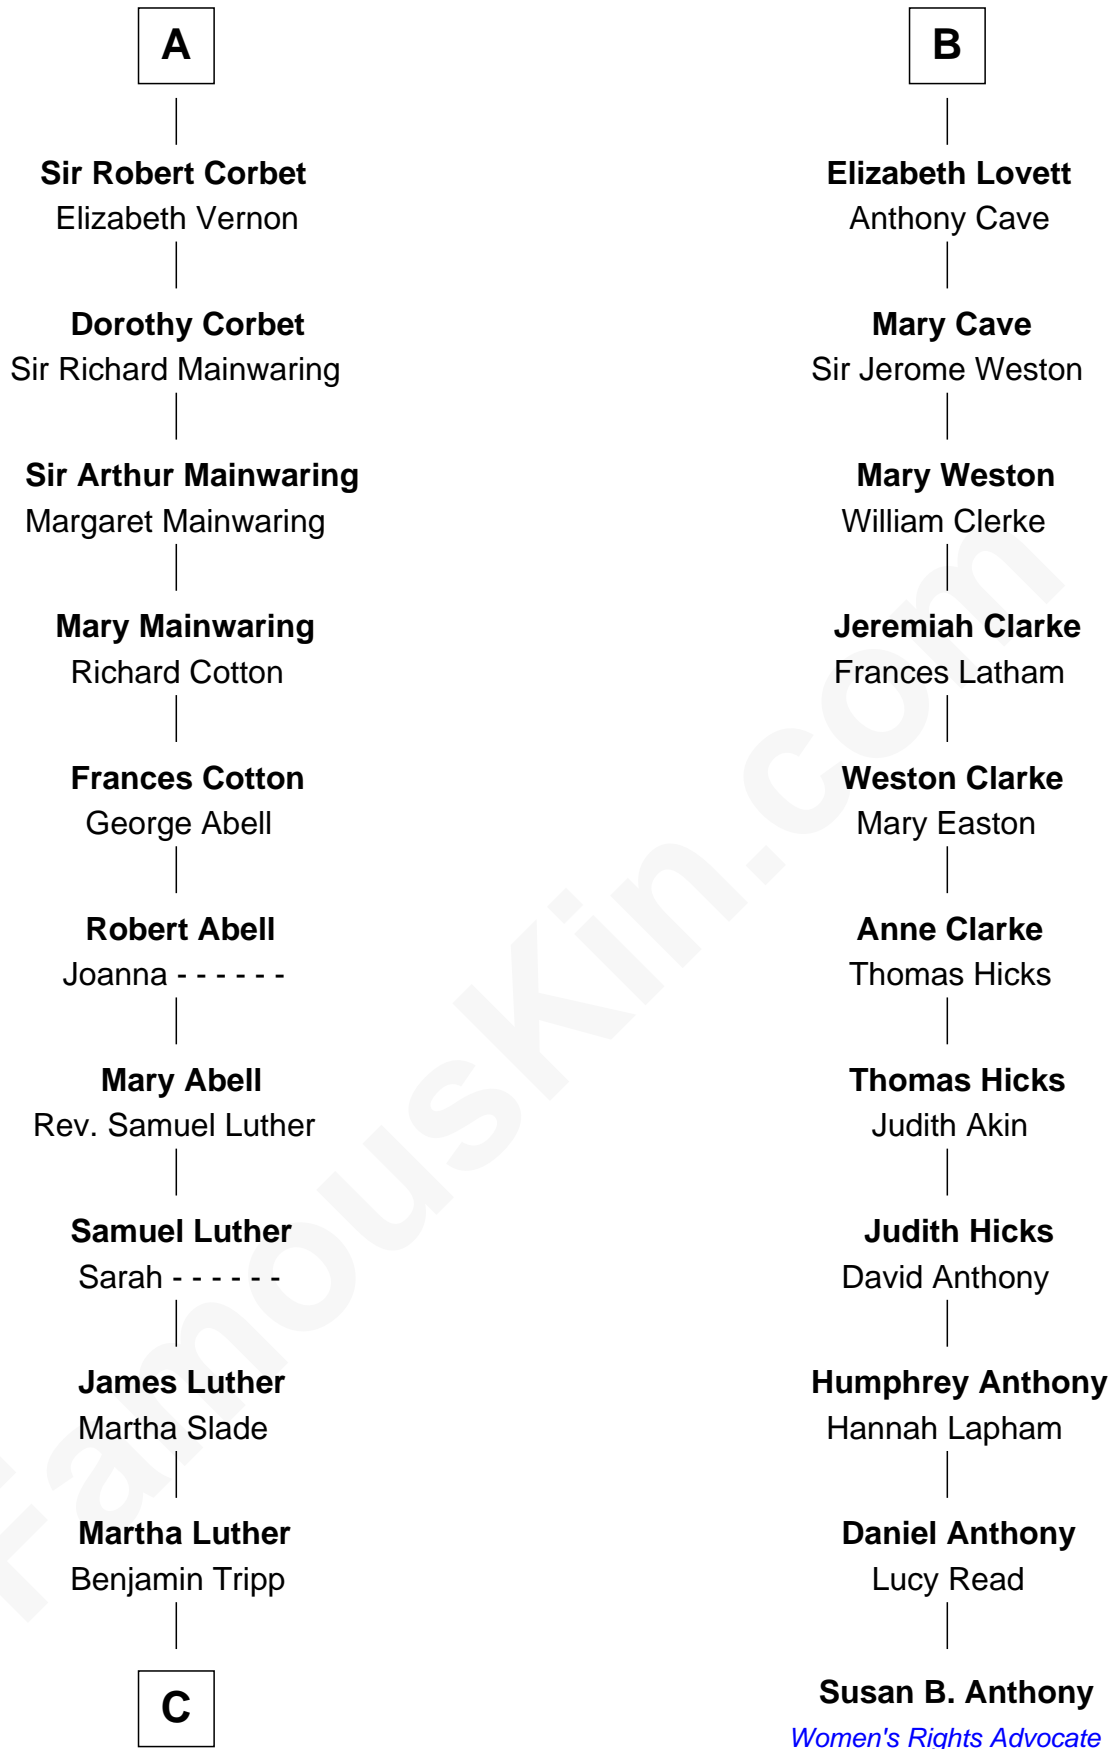 A
Sir Robert Corbet
Elizabeth Vernon
Dorothy Corbet
Sir Richard Mainwaring
Sir Arthur Mainwaring
Margaret Mainwaring
Mary Mainwaring
Richard Cotton
Frances Cotton
George Abell
Robert Abell
Joanna - - - - - -
Mary Abell
Rev. Samuel Luther
Samuel Luther
Sarah - - - - - -
James Luther
Martha Slade
Martha Luther
Benjamin Tripp
C
B
Elizabeth Lovett
Anthony Cave
Mary Cave
Sir Jerome Weston
Mary Weston
William Clerke
Jeremiah Clarke
Frances Latham
Weston Clarke
Mary Easton
Anne Clarke
Thomas Hicks
Thomas Hicks
Judith Akin
Judith Hicks
David Anthony
Humphrey Anthony
Hannah Lapham
Daniel Anthony
Lucy Read
Susan B. Anthony
Women's Rights Advocate
FamousKin.com